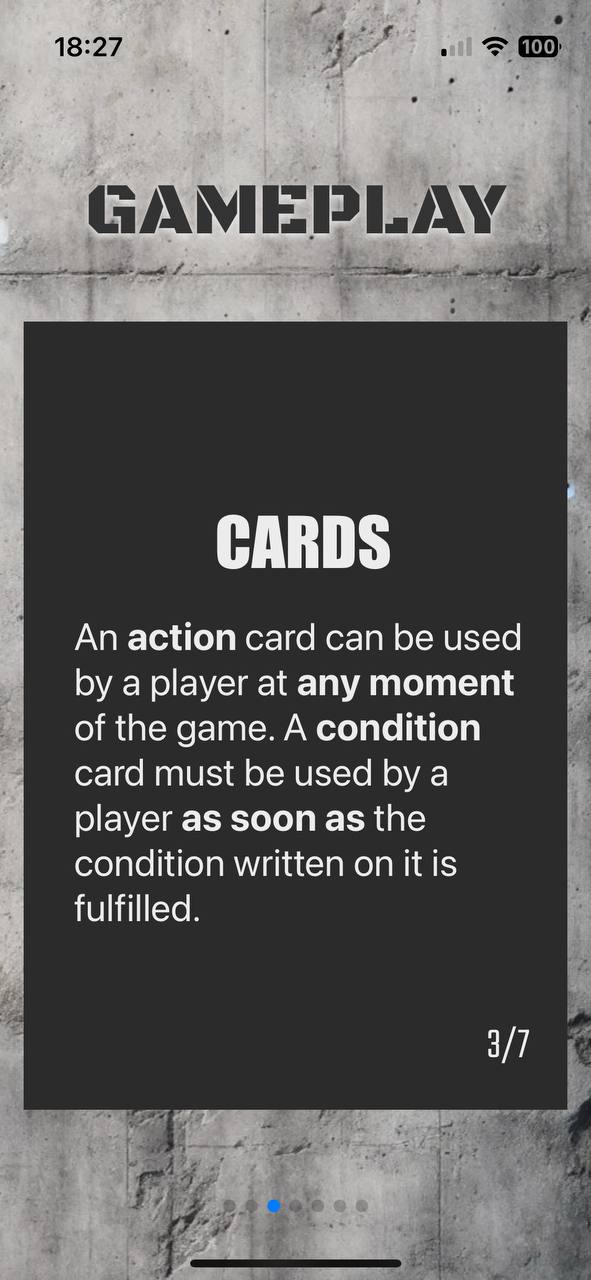 18:27
100
GAMEPLAY
CARDS
An action card can be used
by a player at any moment
of the game. A condition
card must be used by a
player as soon as the
condition written on it is
fulfilled.
3/7